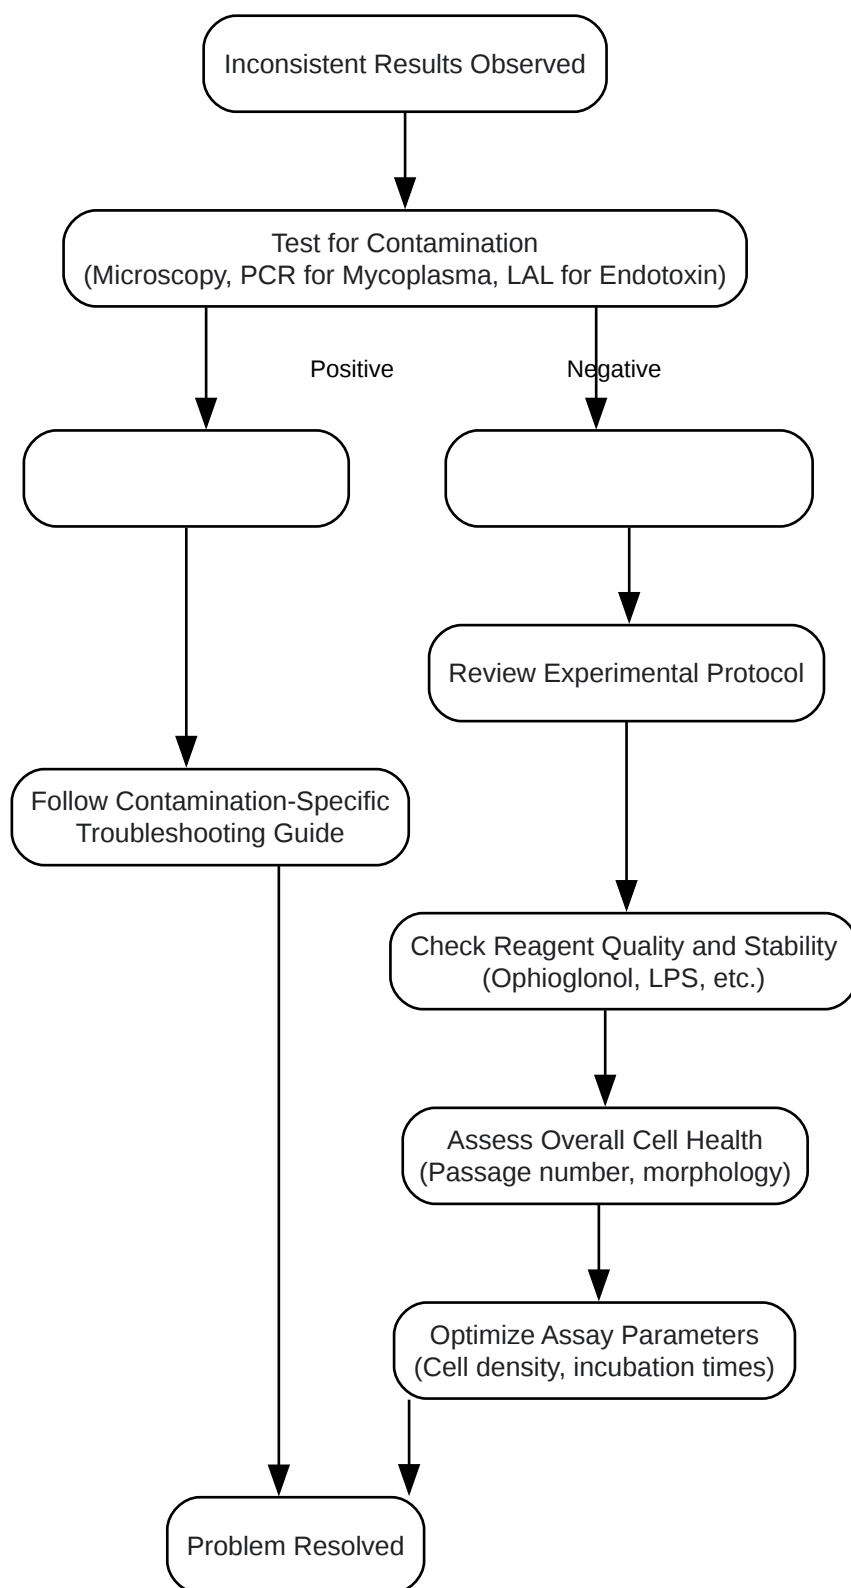 Inconsistent Results Observed
Test for Contamination
(Microscopy, PCR for Mycoplasma, LAL for Endotoxin)
Positive
Negative
Review Experimental Protocol
Follow Contamination-Specific
Troubleshooting Guide
Check Reagent Quality and Stability
(Ophioglonol, LPS, etc.)
Assess Overall Cell Health
(Passage number, morphology)
Optimize Assay Parameters
(Cell density, incubation times)
Problem Resolved